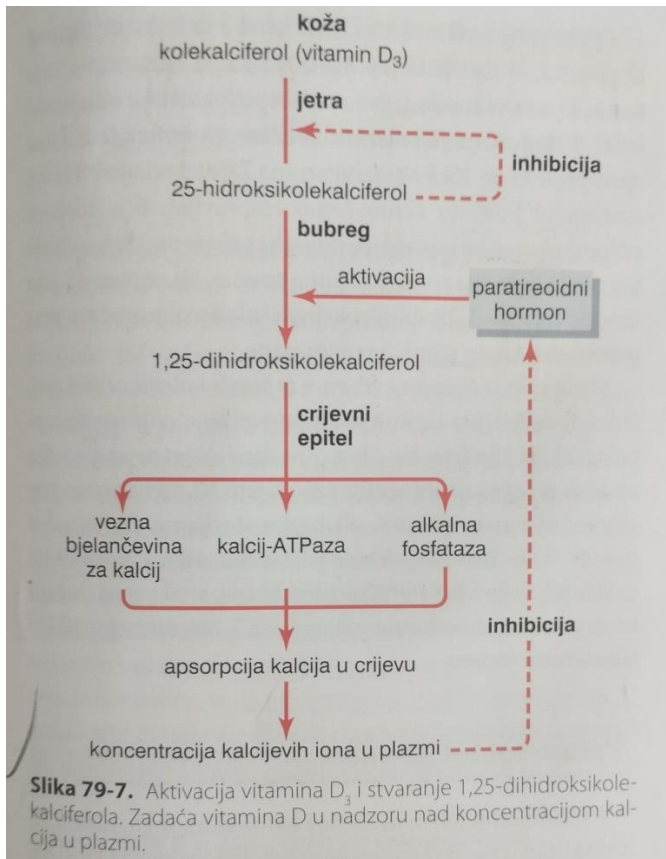 koža
kolekalciferol (vitamin D₃)
jetra
inhibicija
25-hidroksikolekalciferol
bubreg
aktivacija
paratireoidni
hormon
1,25-dihidroksikolekalciferol
crijevni
epitel
vezna
bjelančevina
za kalcij
kalcij-ATPaza
alkalna
fosfataza
inhibicija
apsorpcija kalcija u crijevu
koncentracija kalcijevih iona u plazmi
Slika 79-7. Aktivacija vitamina D₃ i stvaranje 1,25-dihidroksikole-
kalciferola. Zadaća vitamina D u nadzoru nad koncentracijom kal-
cija u plazmi.